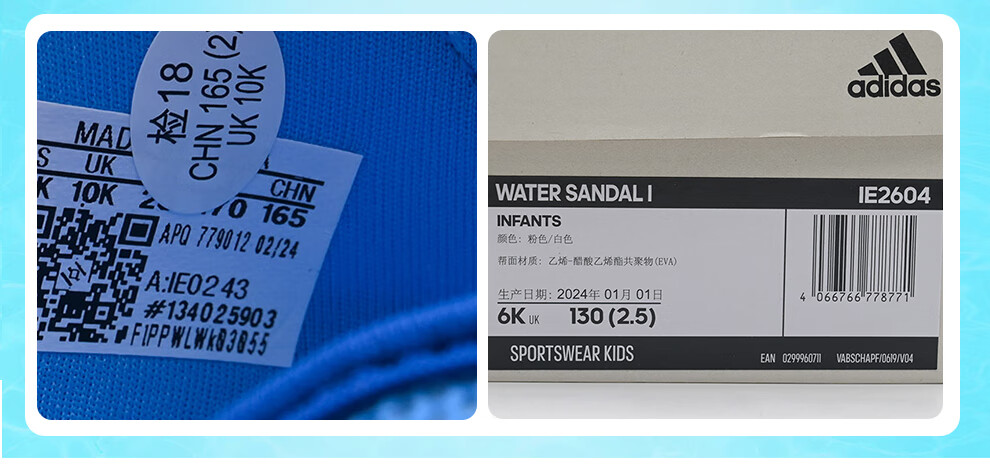 检18
CHN 165 (2
UK 10K
MAD
S UK CHN
K 10K 165
APQ 779012 02/24
A:IE0243
#134025903
F1PPWLWk03055
adidas
WATER SANDAL I IE2604
INFANTS
颜色: 粉色/白色
帮面材质: 乙烯-醋酸乙烯酯共聚物(EVA)
生产日期: 2024年 01月 01日
6K UK 130 (2.5)
4 066766 778771
SPORTSWEAR KIDS EAN 0299960711 VABSCHAPF/0619/V04